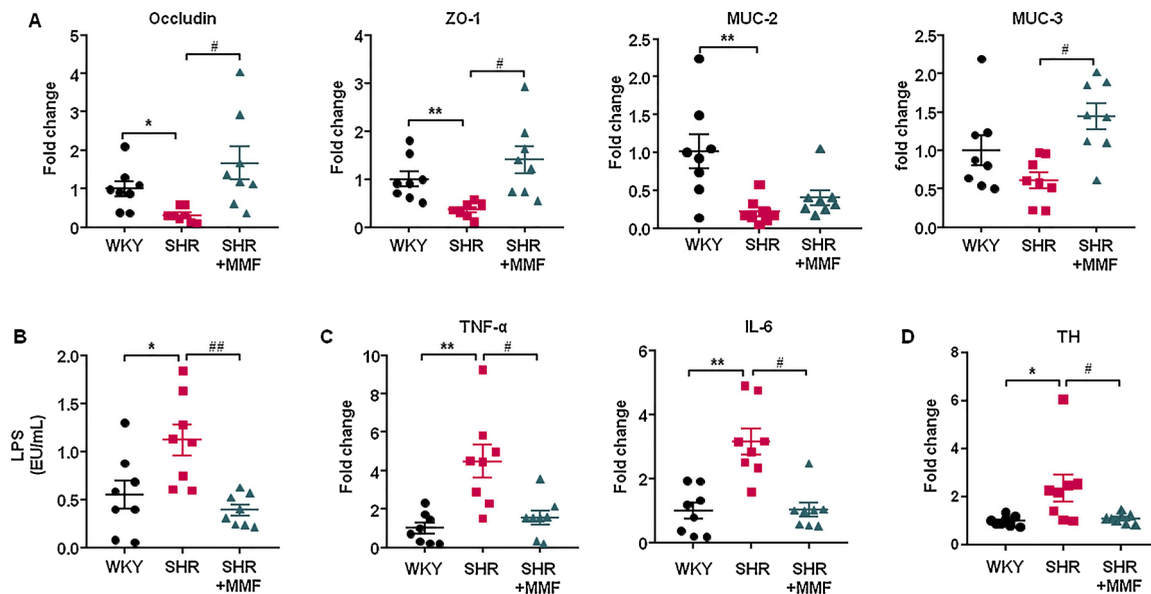 A
Occludin
Fold change
5
4
3
2
1
0
*
#
WKY
SHR
SHR
+MMF
ZO-1
Fold change
4
3
2
1
0
**
#
WKY
SHR
SHR
+MMF
MUC-2
Fold change
2.5
2.0
1.5
1.0
0.5
0.0
**
WKY
SHR
SHR
+MMF
MUC-3
fold change
2.5
2.0
1.5
1.0
0.5
0.0
#
WKY
SHR
SHR
+MMF
B
LPS
(EU/mL)
2.0
1.5
1.0
0.5
0.0
*
##
WKY
SHR
SHR
+MMF
C
TNF-α
Fold change
10
8
6
4
2
0
**
#
WKY
SHR
SHR
+MMF
IL-6
Fold change
6
4
2
0
**
#
WKY
SHR
SHR
+MMF
D
TH
Fold change
8
6
4
2
0
*
#
WKY
SHR
SHR
+MMF